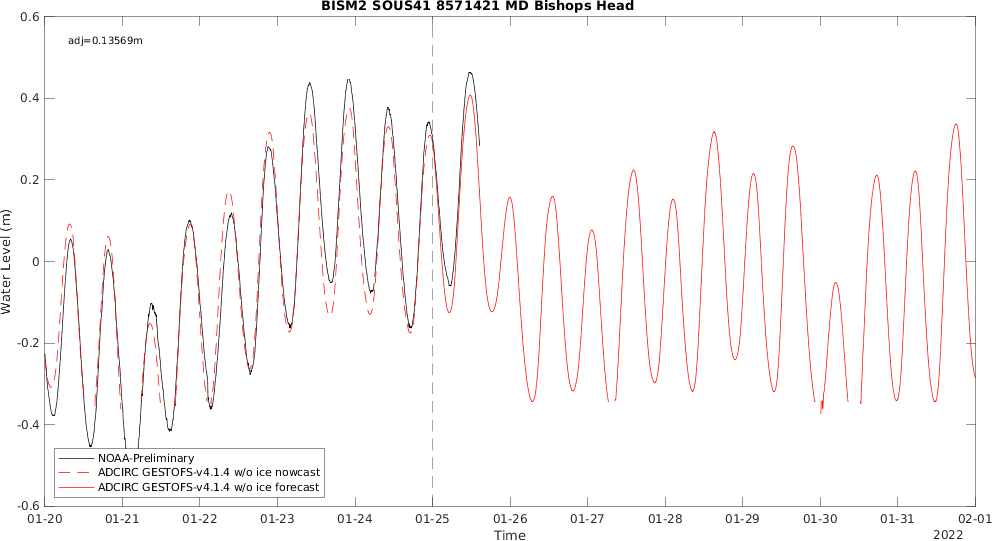 BISM2 SOUS41 8571421 MD Bishops Head
adj=0.13569m
0.6
0.4
0.2
0
-0.2
-0.4
-0.6
Water Level (m)
NOAA-Preliminary
ADCIRC GESTOFS-v4.1.4 w/o ice nowcast
ADCIRC GESTOFS-v4.1.4 w/o ice forecast
01-20 01-21 01-22 01-23 01-24 01-25 01-26 01-27 01-28 01-29 01-30 01-31 02-01
Time
2022